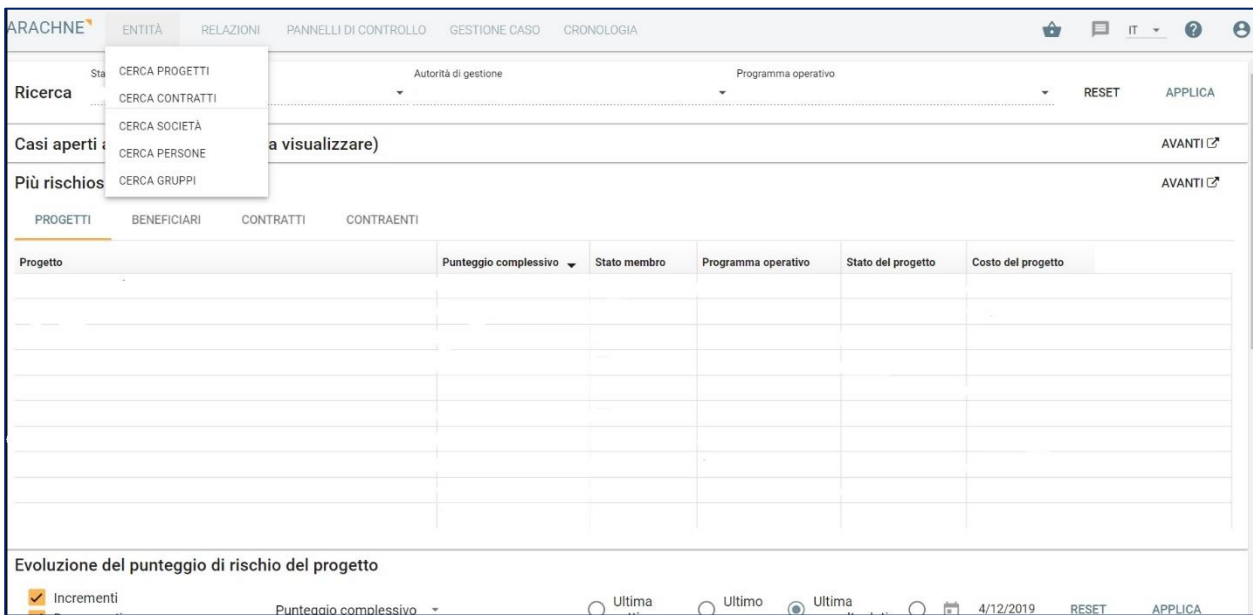 ARACHNE ENTITÀ RELAZIONI PANNELLI DI CONTROLLO GESTIONE CASO CRONOLOGIA IT
CERCA PROGETTI
CERCA CONTRATTI
CERCA SOCIETÀ
CERCA PERSONE
CERCA GRUPPI
Autorità di gestione Programma operativo
Ricerca RESET APPLICA
Casi aperti a visualizzare) AVANTI
Più AVANTI
PROGETTI BENEFICIARI CONTRATTI CONTRAENTI
Progetto Punteggio complessivo Stato membro Programma operativo Stato del progetto Costo del progetto
Evoluzione del punteggio di rischio del progetto
Incrementi
Punteggio complessivo Ultima Ultimo Ultima 4/12/2019 RESET APPLICA